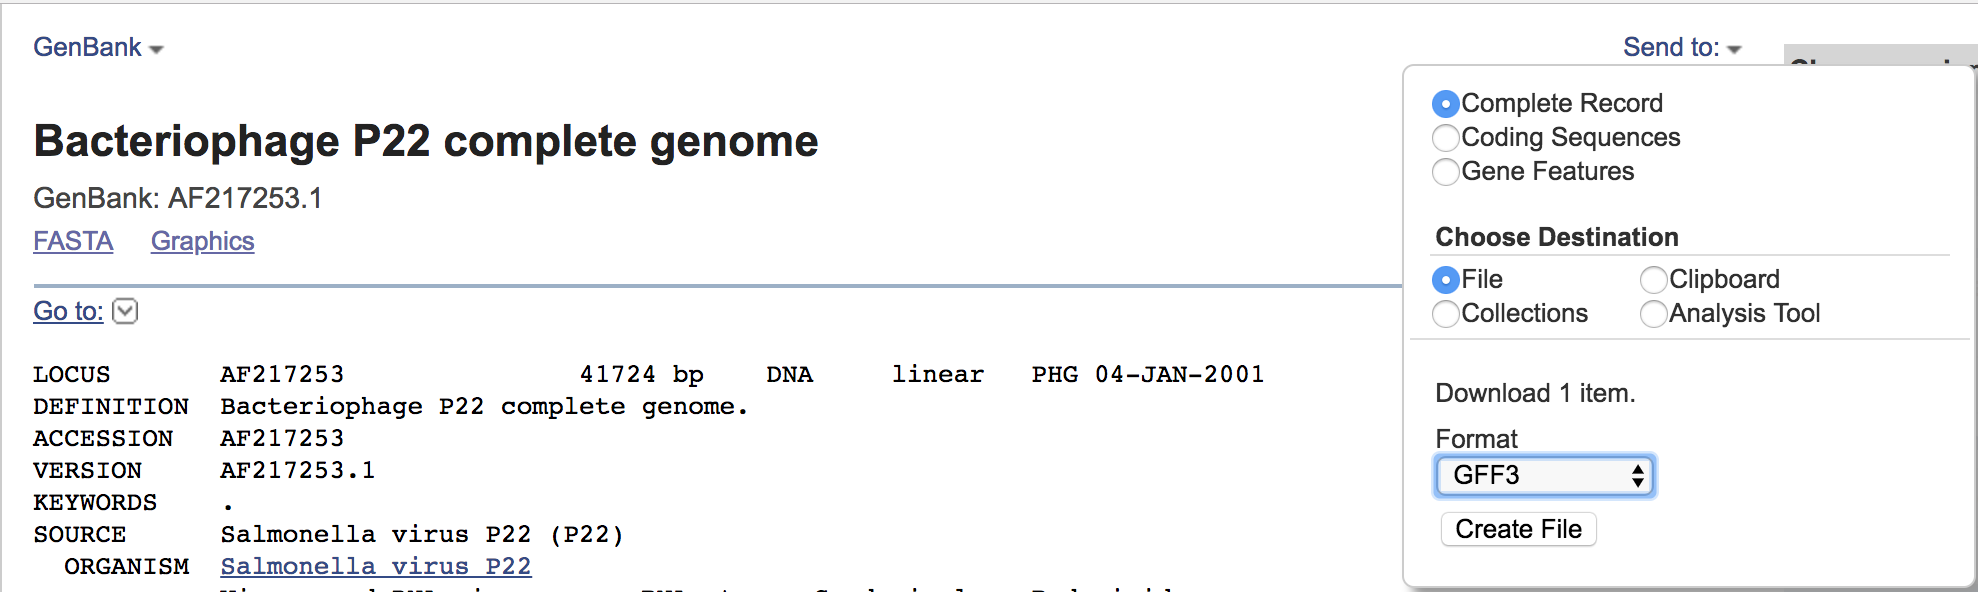 GenBank
Send to:
Bacteriophage P22 complete genome
GenBank: AF217253.1
FASTA Graphics
Go to:
LOCUS AF217253 41724 bp DNA linear PHG 04-JAN-2001
DEFINITION Bacteriophage P22 complete genome.
ACCESSION AF217253
VERSION AF217253.1
KEYWORDS .
SOURCE Salmonella virus P22 (P22)
ORGANISM Salmonella virus P22
Complete Record
Coding Sequences
Gene Features
Choose Destination
File Clipboard
Collections Analysis Tool
Download 1 item.
Format
GFF3
Create File